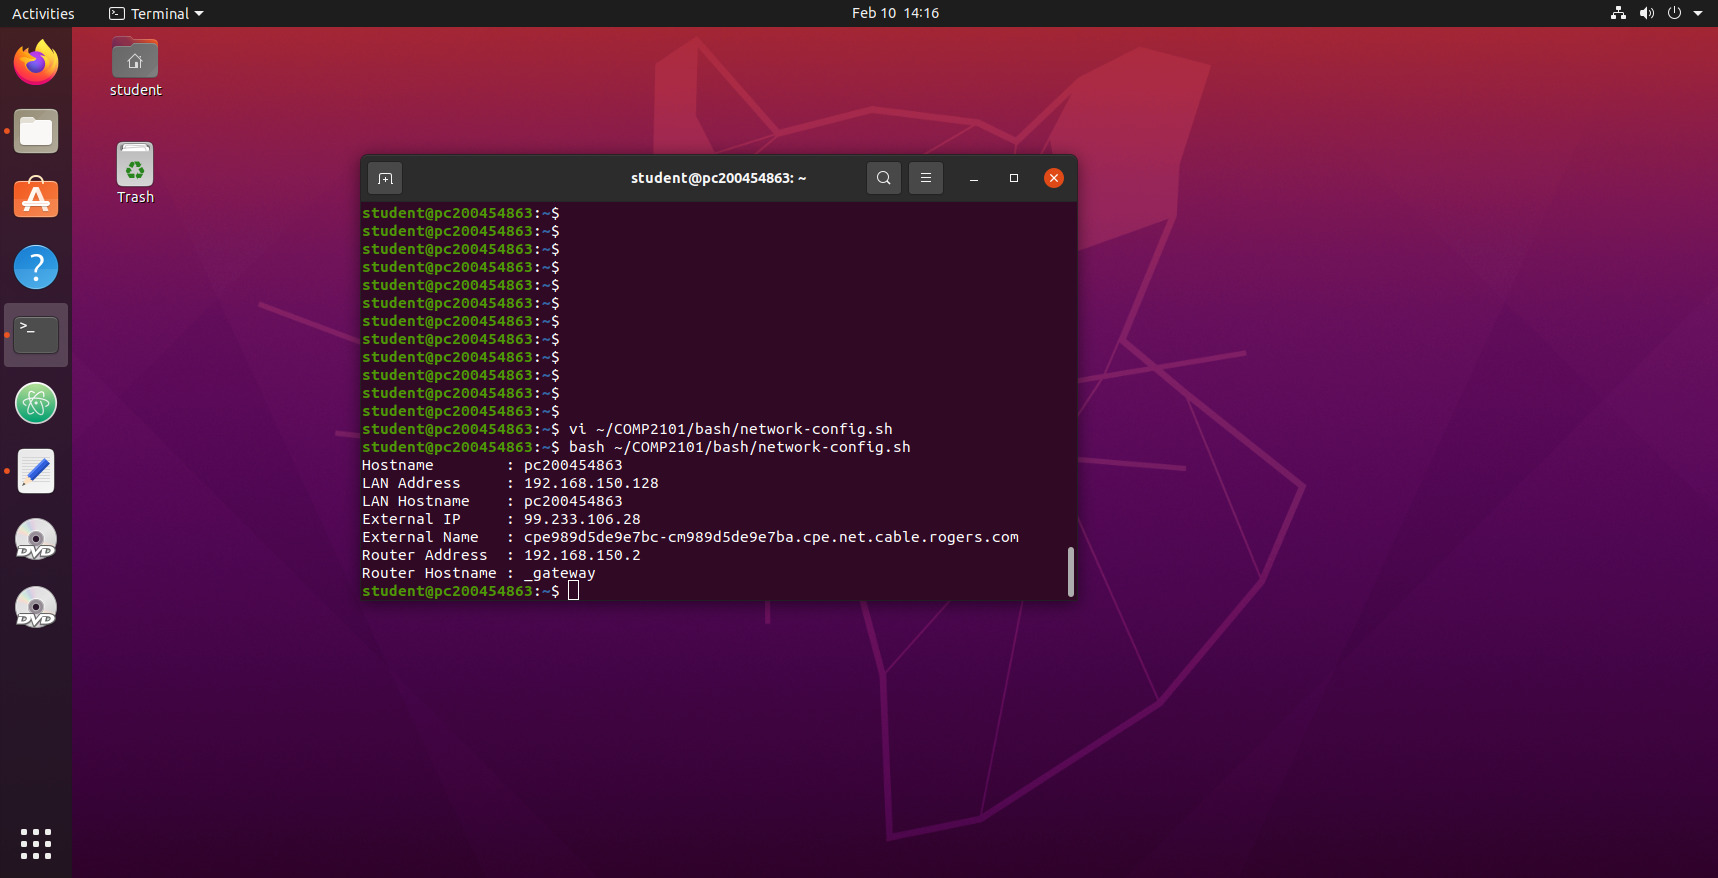 Activities Terminal Feb 10 14:16
student
Trash
student@pc200454863: ~
student@pc200454863:~$
student@pc200454863:~$
student@pc200454863:~$
student@pc200454863:~$
student@pc200454863:~$
student@pc200454863:~$
student@pc200454863:~$
student@pc200454863:~$
student@pc200454863:~$
student@pc200454863:~$
student@pc200454863:~$
student@pc200454863:~$
student@pc200454863:~$ vi ~/COMP2101/bash/network-config.sh
student@pc200454863:~$ bash ~/COMP2101/bash/network-config.sh
Hostname        : pc200454863
LAN Address     : 192.168.150.128
LAN Hostname    : pc200454863
External IP     : 99.233.106.28
External Name   : cpe989d5de9e7bc-cm989d5de9e7ba.cpe.net.cable.rogers.com
Router Address  : 192.168.150.2
Router Hostname : _gateway
student@pc200454863:~$
>_
DVD
DVD